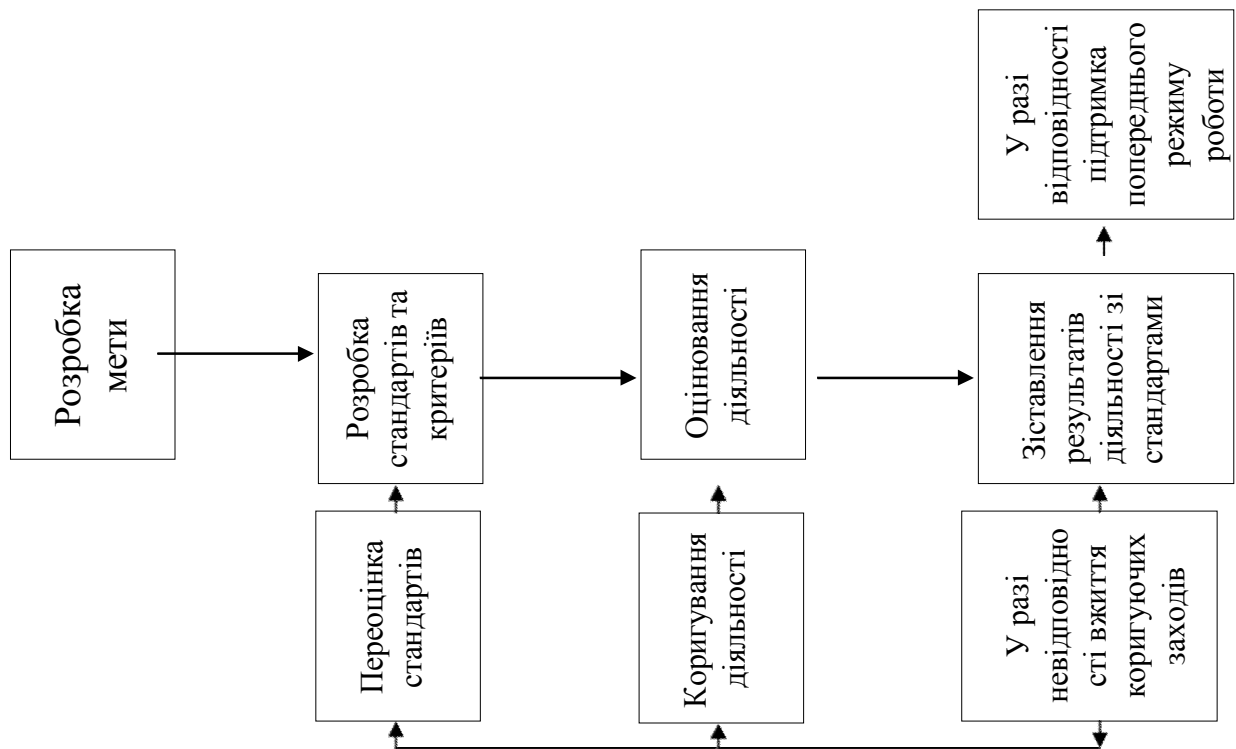 Розробка
мети
Розробка
стандартів та
критеріїв
Оцінювання
діяльності
Зіставлення
результатів
діяльності зі
стандартами
У разі
відповідності
підтримка
попереднього
режиму
роботи
Переоцінка
стандартів
Коригування
діяльності
У разі
невідповідно
сті вжиття
коригуючих
заходів